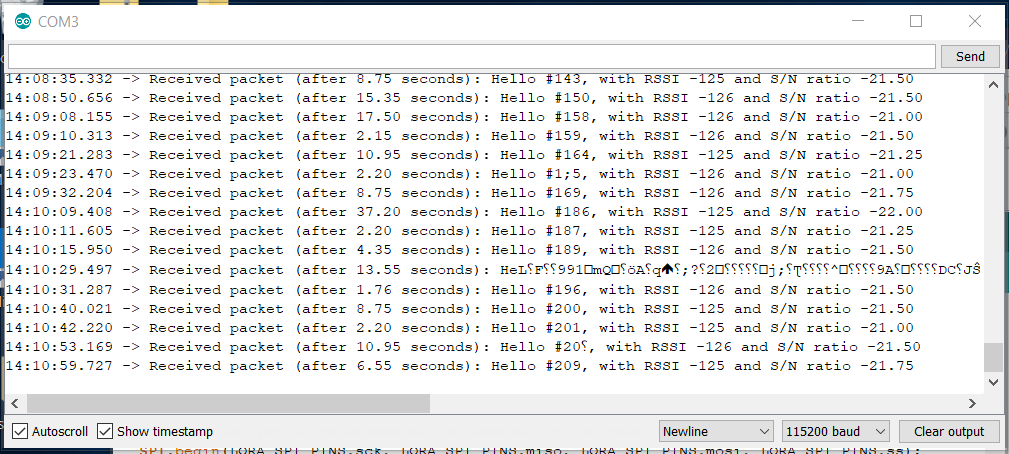 COM3
Send
14:08:35.332 -> Received packet (after 8.75 seconds): Hello #143, with RSSI -125 and S/N ratio -21.50
14:08:50.656 -> Received packet (after 15.35 seconds): Hello #150, with RSSI -126 and S/N ratio -21.50
14:09:08.155 -> Received packet (after 17.50 seconds): Hello #158, with RSSI -126 and S/N ratio -21.00
14:09:10.313 -> Received packet (after 2.15 seconds): Hello #159, with RSSI -126 and S/N ratio -21.50
14:09:21.283 -> Received packet (after 10.95 seconds): Hello #164, with RSSI -125 and S/N ratio -21.25
14:09:23.470 -> Received packet (after 2.20 seconds): Hello #1;5, with RSSI -126 and S/N ratio -21.00
14:09:32.204 -> Received packet (after 8.75 seconds): Hello #169, with RSSI -126 and S/N ratio -21.75
14:10:09.408 -> Received packet (after 37.20 seconds): Hello #186, with RSSI -125 and S/N ratio -22.00
14:10:11.605 -> Received packet (after 2.20 seconds): Hello #187, with RSSI -125 and S/N ratio -21.25
14:10:15.950 -> Received packet (after 4.35 seconds): Hello #189, with RSSI -126 and S/N ratio -21.50
14:10:29.497 -> Received packet (after 13.55 seconds):
14:10:31.287 -> Received packet (after 1.76 seconds): Hello #196, with RSSI -126 and S/N ratio -21.50
14:10:40.021 -> Received packet (after 8.75 seconds): Hello #200, with RSSI -125 and S/N ratio -21.50
14:10:42.220 -> Received packet (after 2.20 seconds): Hello #201, with RSSI -125 and S/N ratio -21.00
14:10:53.169 -> Received packet (after 10.95 seconds): Hello #20⸮, with RSSI -126 and S/N ratio -21.50
14:10:59.727 -> Received packet (after 6.55 seconds): Hello #209, with RSSI -125 and S/N ratio -21.75
Autoscroll Show timestamp Newline 115200 baud Clear output